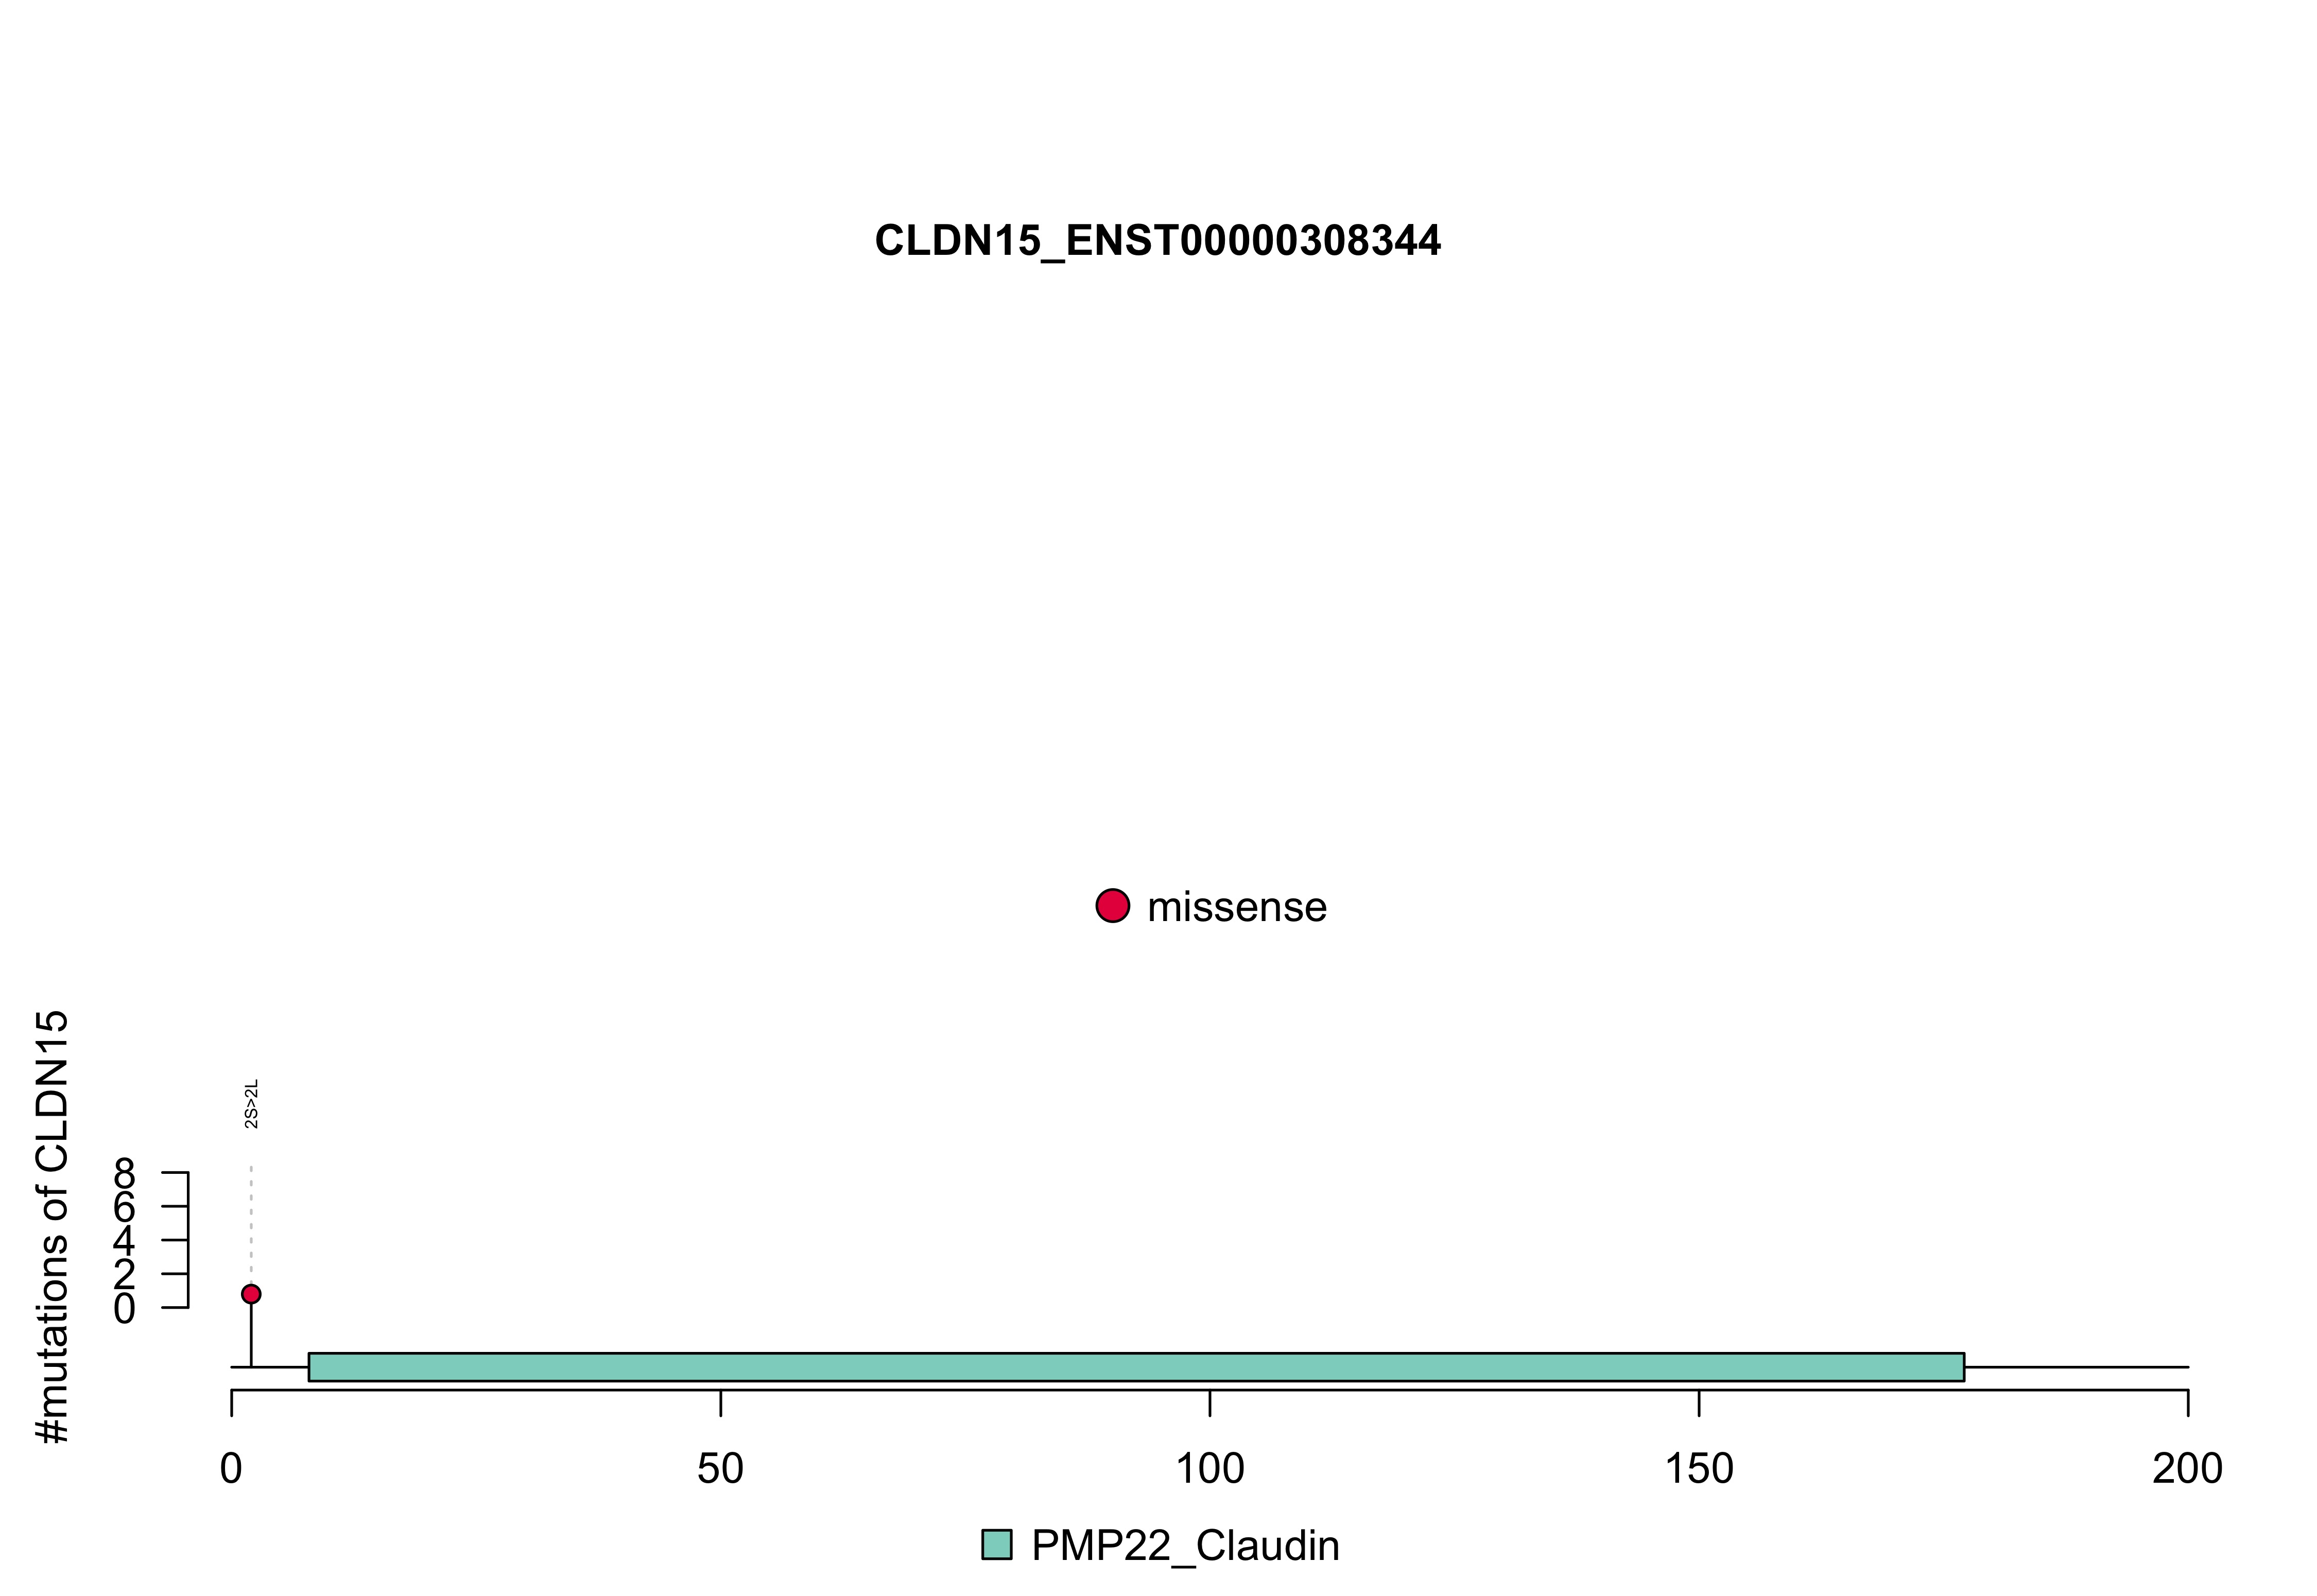 CLDN15_ENST00000308344
missense
#mutations of CLDN15
2S>2L
8
6
4
2
0
0 50 100 150 200
PMP22_Claudin